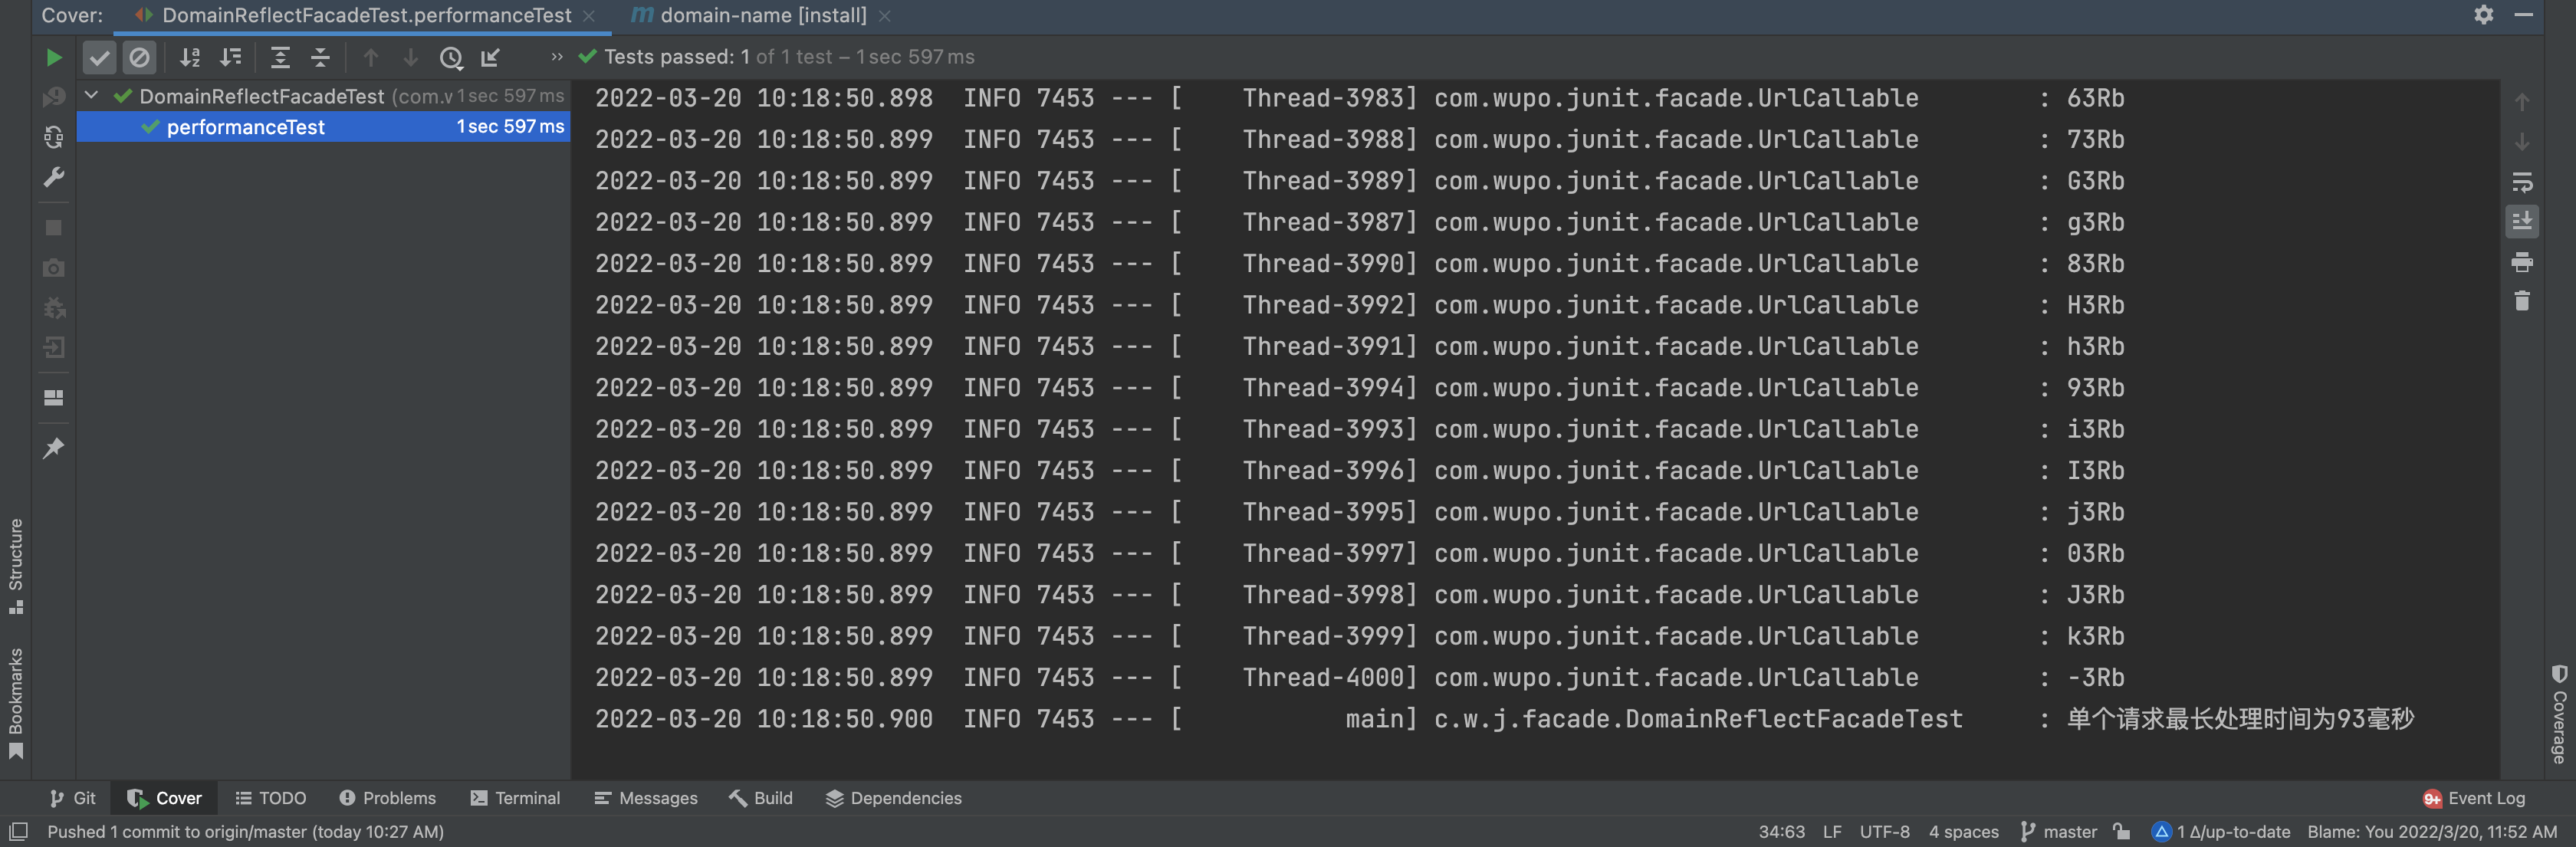 Cover: DomainReflectFacadeTest.performanceTest domain-name [install]
Tests passed: 1 of 1 test – 1 sec 597 ms
DomainReflectFacadeTest (com.w 1 sec 597 ms
performanceTest 1 sec 597 ms
2022-03-20 10:18:50.898  INFO 7453 --- [    Thread-3983] com.wupo.junit.facade.UrlCallable        : 63Rb
2022-03-20 10:18:50.899  INFO 7453 --- [    Thread-3988] com.wupo.junit.facade.UrlCallable        : 73Rb
2022-03-20 10:18:50.899  INFO 7453 --- [    Thread-3989] com.wupo.junit.facade.UrlCallable        : G3Rb
2022-03-20 10:18:50.899  INFO 7453 --- [    Thread-3987] com.wupo.junit.facade.UrlCallable        : g3Rb
2022-03-20 10:18:50.899  INFO 7453 --- [    Thread-3990] com.wupo.junit.facade.UrlCallable        : 83Rb
2022-03-20 10:18:50.899  INFO 7453 --- [    Thread-3992] com.wupo.junit.facade.UrlCallable        : H3Rb
2022-03-20 10:18:50.899  INFO 7453 --- [    Thread-3991] com.wupo.junit.facade.UrlCallable        : h3Rb
2022-03-20 10:18:50.899  INFO 7453 --- [    Thread-3994] com.wupo.junit.facade.UrlCallable        : 93Rb
2022-03-20 10:18:50.899  INFO 7453 --- [    Thread-3993] com.wupo.junit.facade.UrlCallable        : i3Rb
2022-03-20 10:18:50.899  INFO 7453 --- [    Thread-3996] com.wupo.junit.facade.UrlCallable        : I3Rb
2022-03-20 10:18:50.899  INFO 7453 --- [    Thread-3995] com.wupo.junit.facade.UrlCallable        : j3Rb
2022-03-20 10:18:50.899  INFO 7453 --- [    Thread-3997] com.wupo.junit.facade.UrlCallable        : 03Rb
2022-03-20 10:18:50.899  INFO 7453 --- [    Thread-3998] com.wupo.junit.facade.UrlCallable        : J3Rb
2022-03-20 10:18:50.899  INFO 7453 --- [    Thread-3999] com.wupo.junit.facade.UrlCallable        : k3Rb
2022-03-20 10:18:50.899  INFO 7453 --- [    Thread-4000] com.wupo.junit.facade.UrlCallable        : -3Rb
2022-03-20 10:18:50.900  INFO 7453 --- [           main] c.w.j.facade.DomainReflectFacadeTest     : 单个请求最长处理时间为93毫秒
Structure
Bookmarks
Coverage
Git Cover TODO Problems Terminal Messages Build Dependencies 9+ Event Log
Pushed 1 commit to origin/master (today 10:27 AM) 34:63 LF UTF-8 4 spaces master 1 Δ/up-to-date Blame: You 2022/3/20, 11:52 AM